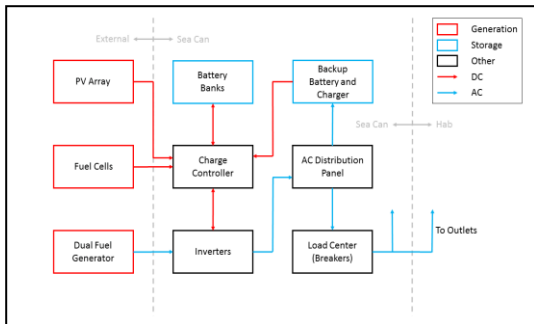 External
Sea Can
Generation
Storage
Other
DC
AC
PV Array
Battery
Banks
Backup
Battery and
Charger
Sea Can
Hab
Fuel Cells
Charge
Controller
AC Distribution
Panel
Dual Fuel
Generator
Inverters
Load Center
(Breakers)
To Outlets